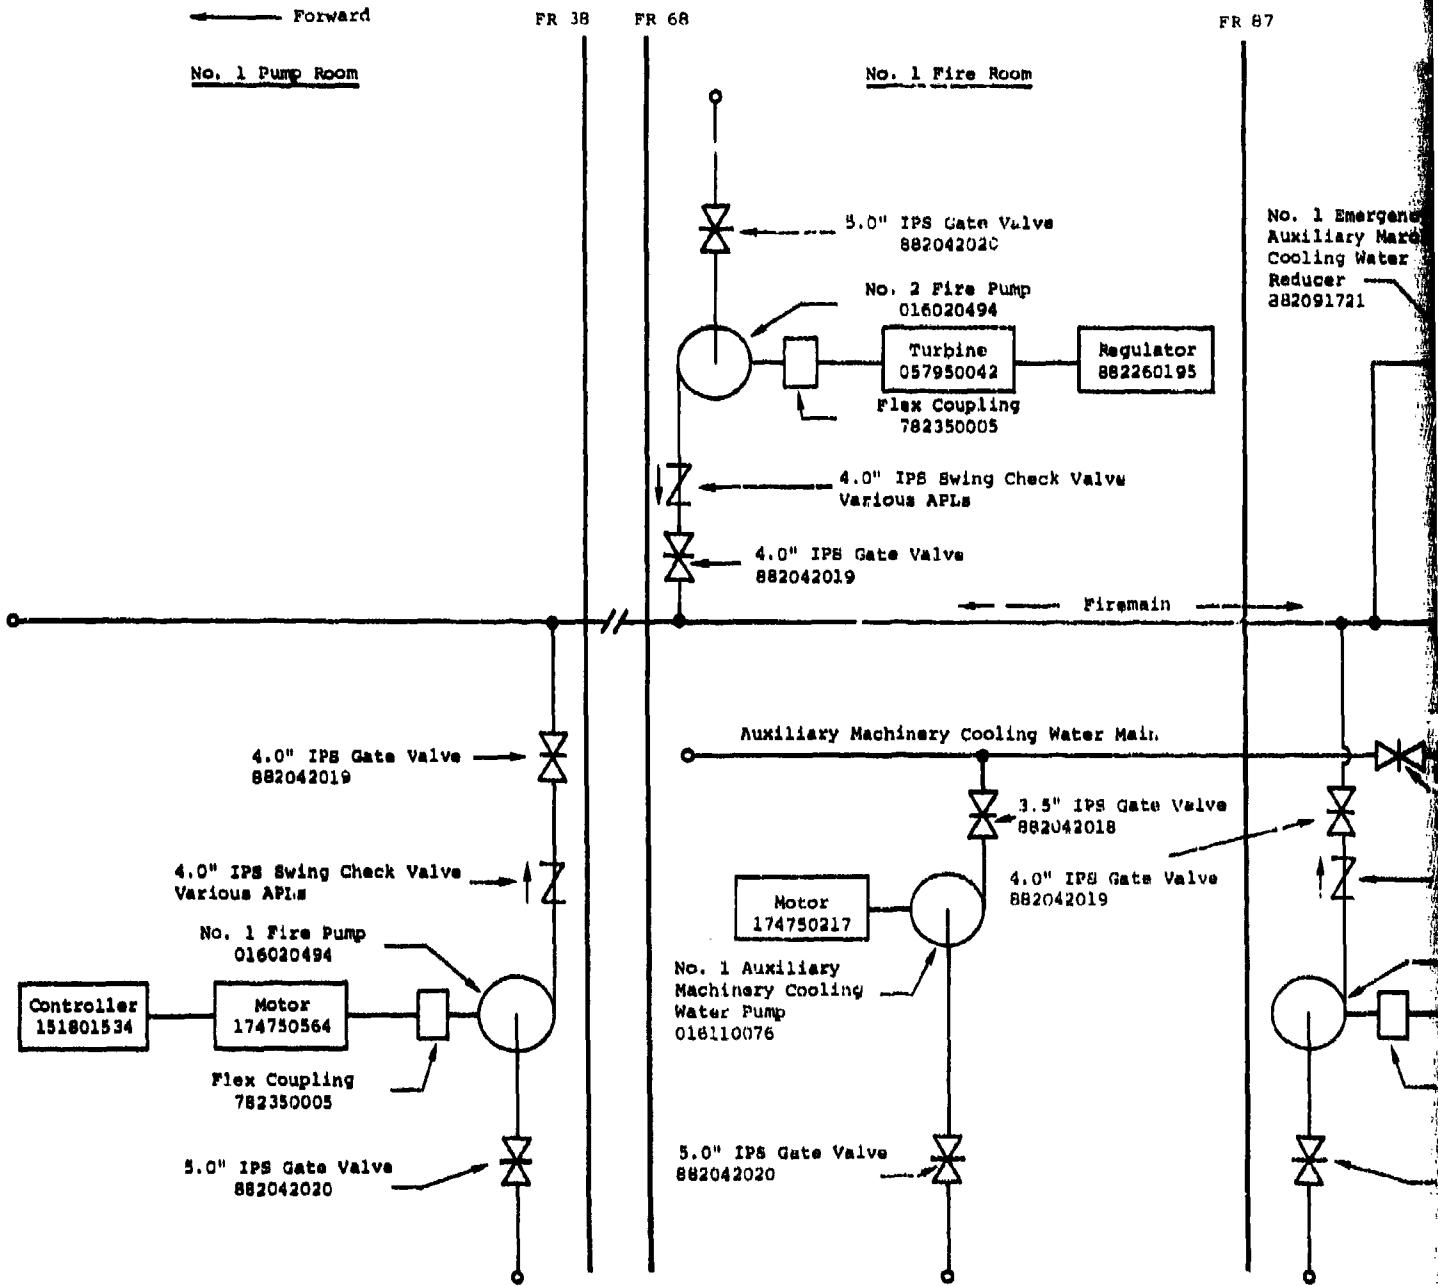 Forward
FR 38
FR 68
FR 87
No. 1 Pump Room
No. 1 Fire Room
5.0" IPS Gate Valve
882042020
No. 2 Fire Pump
016020494
Turbine
057950042
Regulator
882260195
Flex Coupling
782350005
4.0" IPS Swing Check Valve
Various APLs
4.0" IPS Gate Valve
882042019
No. 1 Emergenc
Auxiliary
Cooling Water
Reducer
882091721
Firemain
4.0" IPS Gate Valve
882042019
4.0" IPS Swing Check Valve
Various APLs
No. 1 Fire Pump
016020494
Controller
151801534
Motor
174750564
Flex Coupling
782350005
5.0" IPS Gate Valve
882042020
Auxiliary Machinery Cooling Water Main
3.5" IPS Gate Valve
882042018
4.0" IPS Gate Valve
882042019
Motor
174750217
No. 1 Auxiliary
Machinery Cooling
Water Pump
016110076
5.0" IPS Gate Valve
882042020